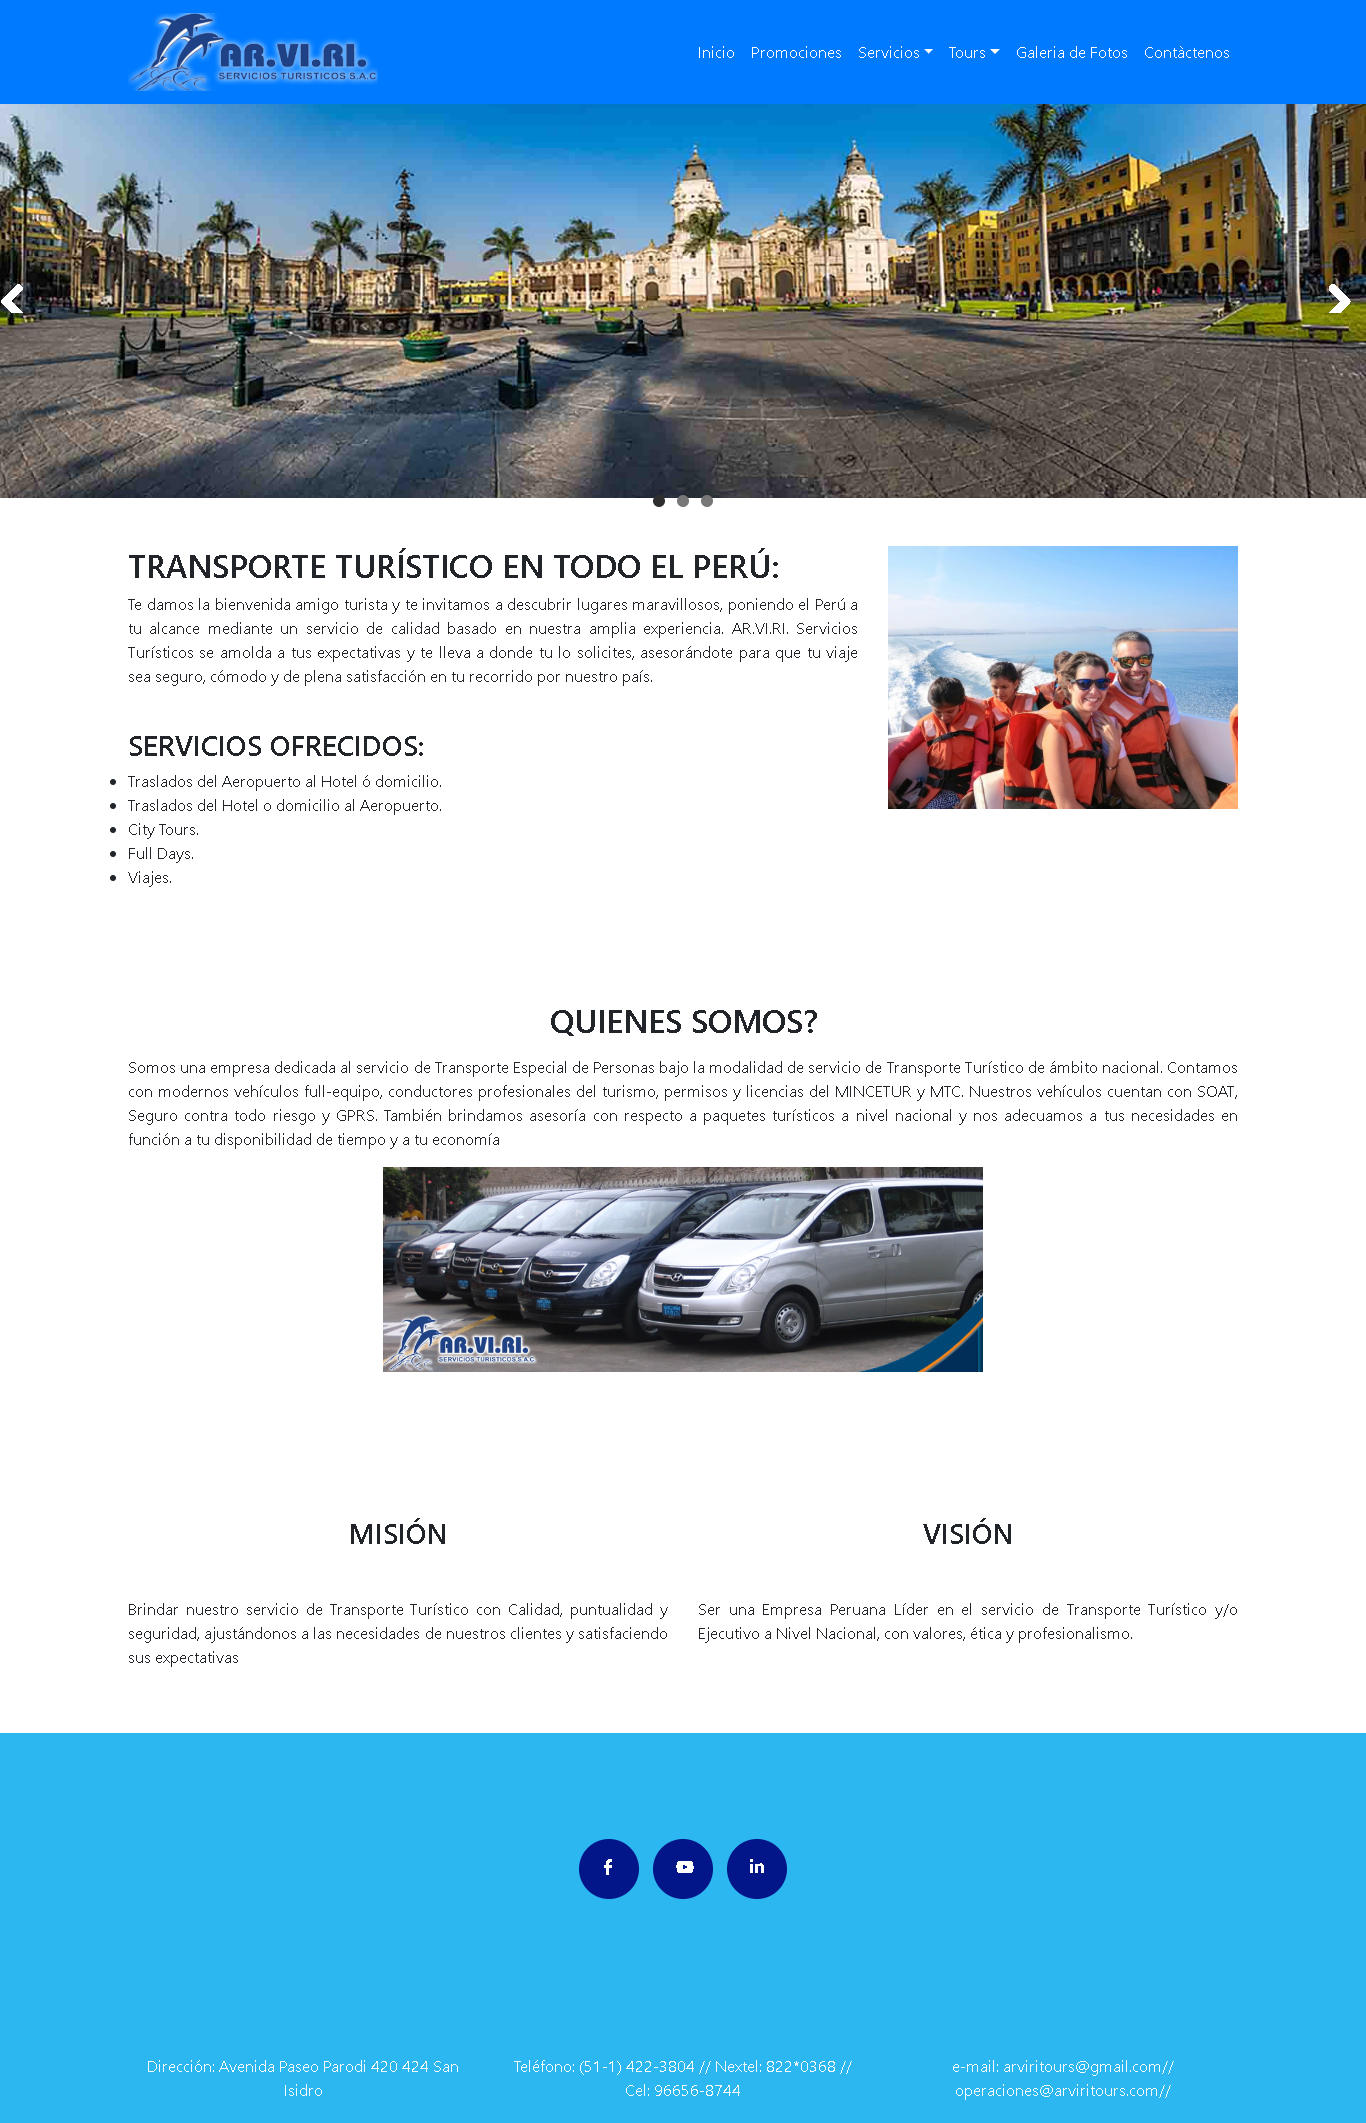 AR.VI.RI.
SERVICIOS TURISTICOS S.A.C
Inicio Promociones Servicios Tours Galeria de Fotos Contàctenos
TRANSPORTE TURÍSTICO EN TODO EL PERÚ:
Te damos la bienvenida amigo turista y te invitamos a descubrir lugares maravillosos, poniendo el Perú a
tu alcance mediante un servicio de calidad basado en nuestra amplia experiencia. AR.VI.RI. Servicios
Turísticos se amolda a tus expectativas y te lleva a donde tu lo solicites, asesorándote para que tu viaje
sea seguro, cómodo y de plena satisfacción en tu recorrido por nuestro país.
SERVICIOS OFRECIDOS:
Traslados del Aeropuerto al Hotel ó domicilio.
Traslados del Hotel o domicilio al Aeropuerto.
City Tours.
Full Days.
Viajes.
QUIENES SOMOS?
Somos una empresa dedicada al servicio de Transporte Especial de Personas bajo la modalidad de servicio de Transporte Turístico de ámbito nacional. Contamos
con modernos vehículos full-equipo, conductores profesionales del turismo, permisos y licencias del MINCETUR y MTC. Nuestros vehículos cuentan con SOAT,
Seguro contra todo riesgo y GPRS. También brindamos asesoría con respecto a paquetes turísticos a nivel nacional y nos adecuamos a tus necesidades en
función a tu disponibilidad de tiempo y a tu economía
AR.VI.RI.
SERVICIOS TURISTICOS S.A.C
MISIÓN
Brindar nuestro servicio de Transporte Turístico con Calidad, puntualidad y
seguridad, ajustándonos a las necesidades de nuestros clientes y satisfaciendo
sus expectativas
VISIÓN
Ser una Empresa Peruana Líder en el servicio de Transporte Turístico y/o
Ejecutivo a Nivel Nacional, con valores, ética y profesionalismo.
Dirección: Avenida Paseo Parodi 420 424 San
Isidro
Teléfono: (51-1) 422-3804 // Nextel: 822*0368 //
Cel: 96656-8744
e-mail: arviritours@gmail.com//
operaciones@arviritours.com//